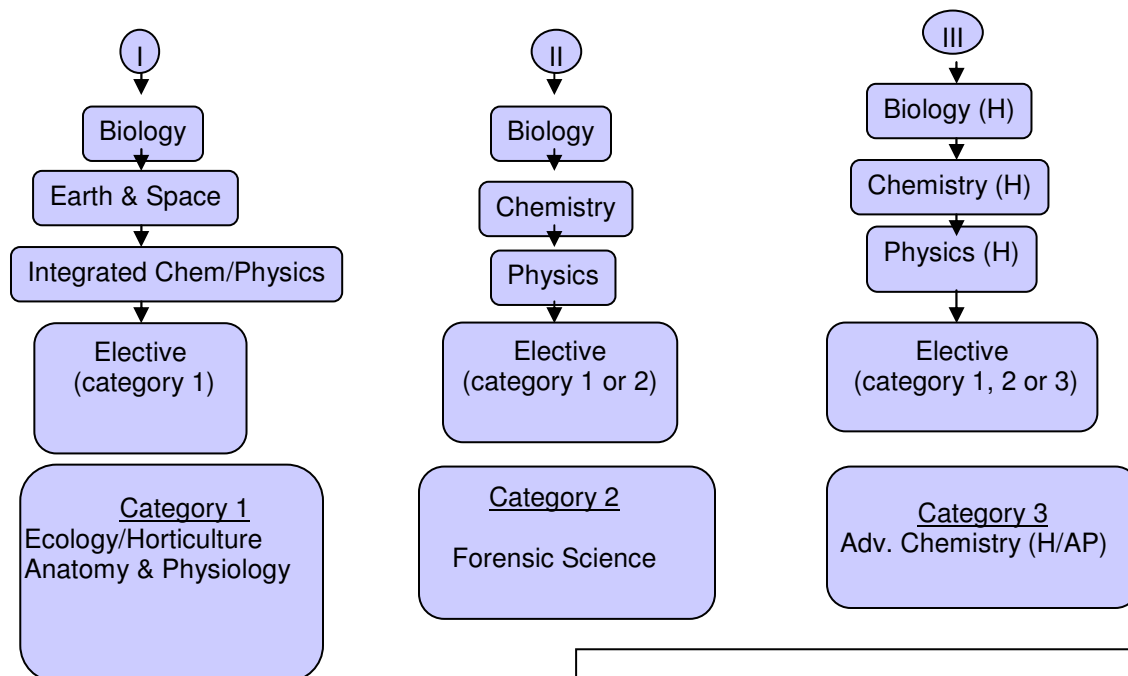 I
Biology
Earth & Space
Integrated Chem/Physics
Elective
(category 1)
Category 1
Ecology/Horticulture
Anatomy & Physiology
II
Biology
Chemistry
Physics
Elective
(category 1 or 2)
Category 2
Forensic Science
III
Biology (H)
Chemistry (H)
Physics (H)
Elective
(category 1, 2 or 3)
Category 3
Adv. Chemistry (H/AP)